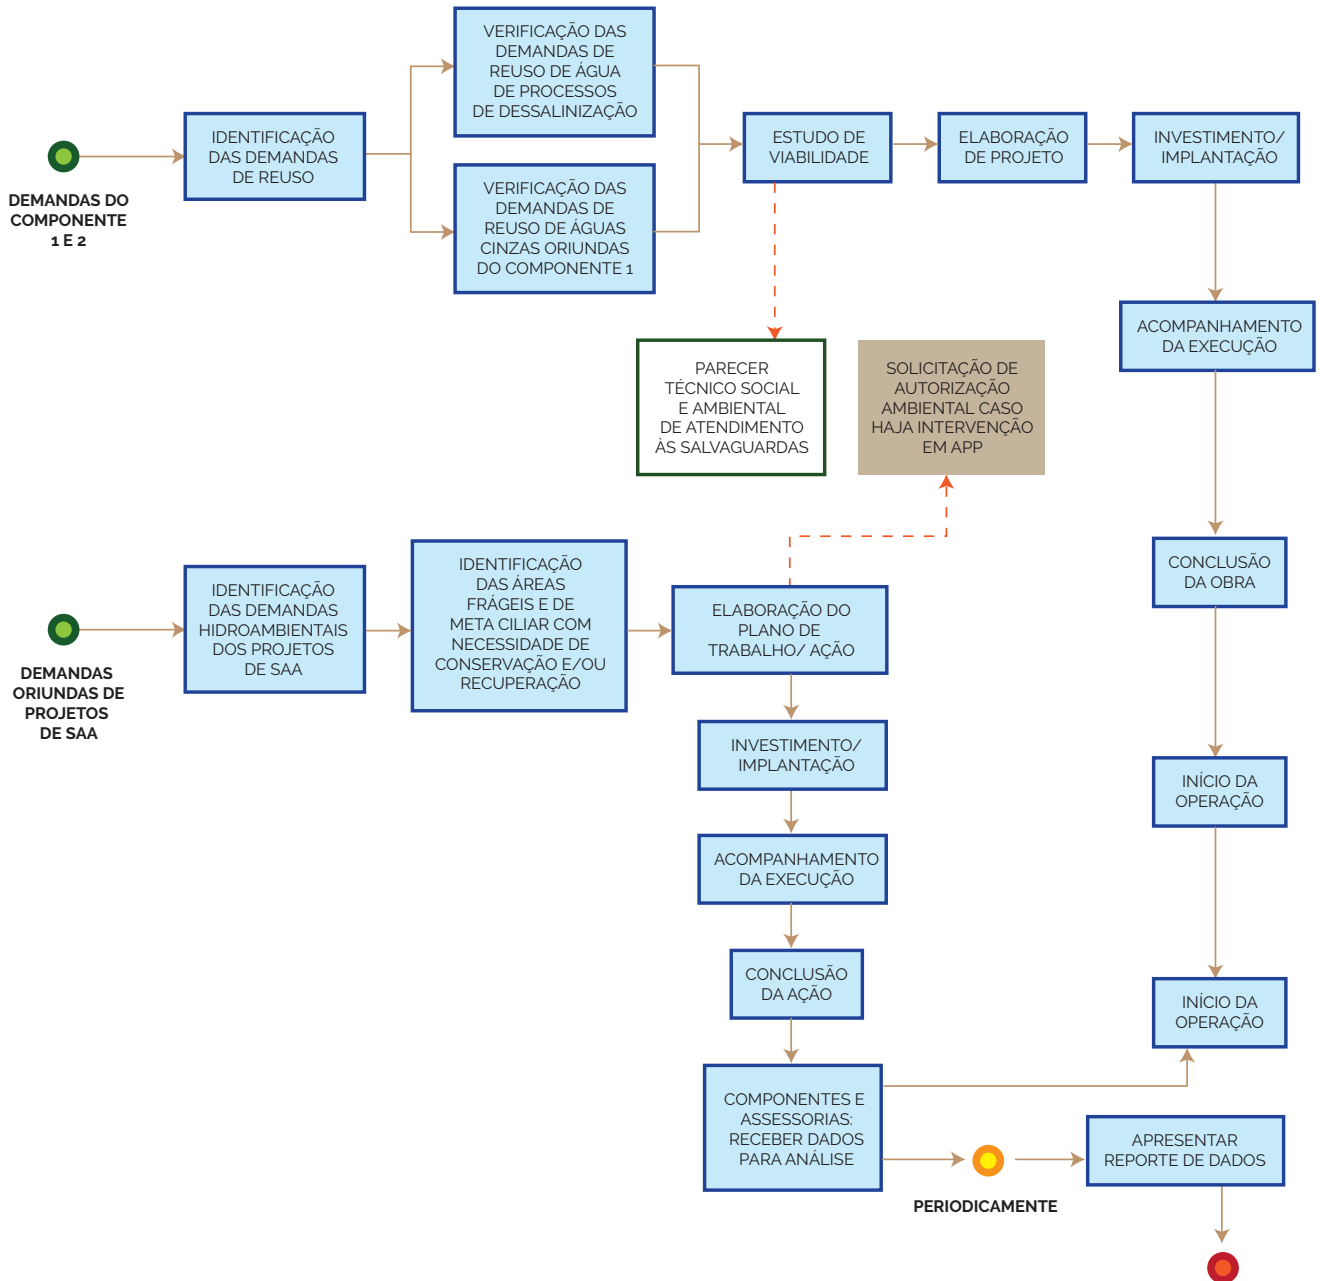 DEMANDAS DO
COMPONENTE
1 E 2
IDENTIFICAÇÃO
DAS DEMANDAS
DE REUSO
VERIFICAÇÃO DAS
DEMANDAS DE
REUSO DE ÁGUA
DE PROCESSOS
DE DESSALINIZAÇÃO
VERIFICAÇÃO DAS
DEMANDAS DE
REUSO DE ÁGUAS
CINZAS ORIUNDAS
DO COMPONENTE 1
ESTUDO DE
VIABILIDADE
ELABORAÇÃO
DE PROJETO
INVESTIMENTO/
IMPLANTAÇÃO
ACOMPANHAMENTO
DA EXECUÇÃO
PARECER
TÉCNICO SOCIAL
E AMBIENTAL
DE ATENDIMENTO
ÀS SALVAGUARDAS
SOLICITAÇÃO DE
AUTORIZAÇÃO
AMBIENTAL CASO
HAJA INTERVENÇÃO
EM APP
CONCLUSÃO
DA OBRA
INÍCIO DA
OPERAÇÃO
INÍCIO DA
OPERAÇÃO
DEMANDAS
ORIUNDAS DE
PROJETOS
DE SAA
IDENTIFICAÇÃO
DAS DEMANDAS
HIDROAMBIENTAIS
DOS PROJETOS
DE SAA
IDENTIFICAÇÃO
DAS ÁREAS
FRÁGEIS E DE
META CILIAR COM
NECESSIDADE DE
CONSERVAÇÃO E/OU
RECUPERAÇÃO
ELABORAÇÃO DO
PLANO DE
TRABALHO/ AÇÃO
INVESTIMENTO/
IMPLANTAÇÃO
ACOMPANHAMENTO
DA EXECUÇÃO
CONCLUSÃO
DA AÇÃO
COMPONENTES E
ASSESSORIAS:
RECEBER DADOS
PARA ANÁLISE
PERIODICAMENTE
APRESENTAR
REPORTE DE DADOS